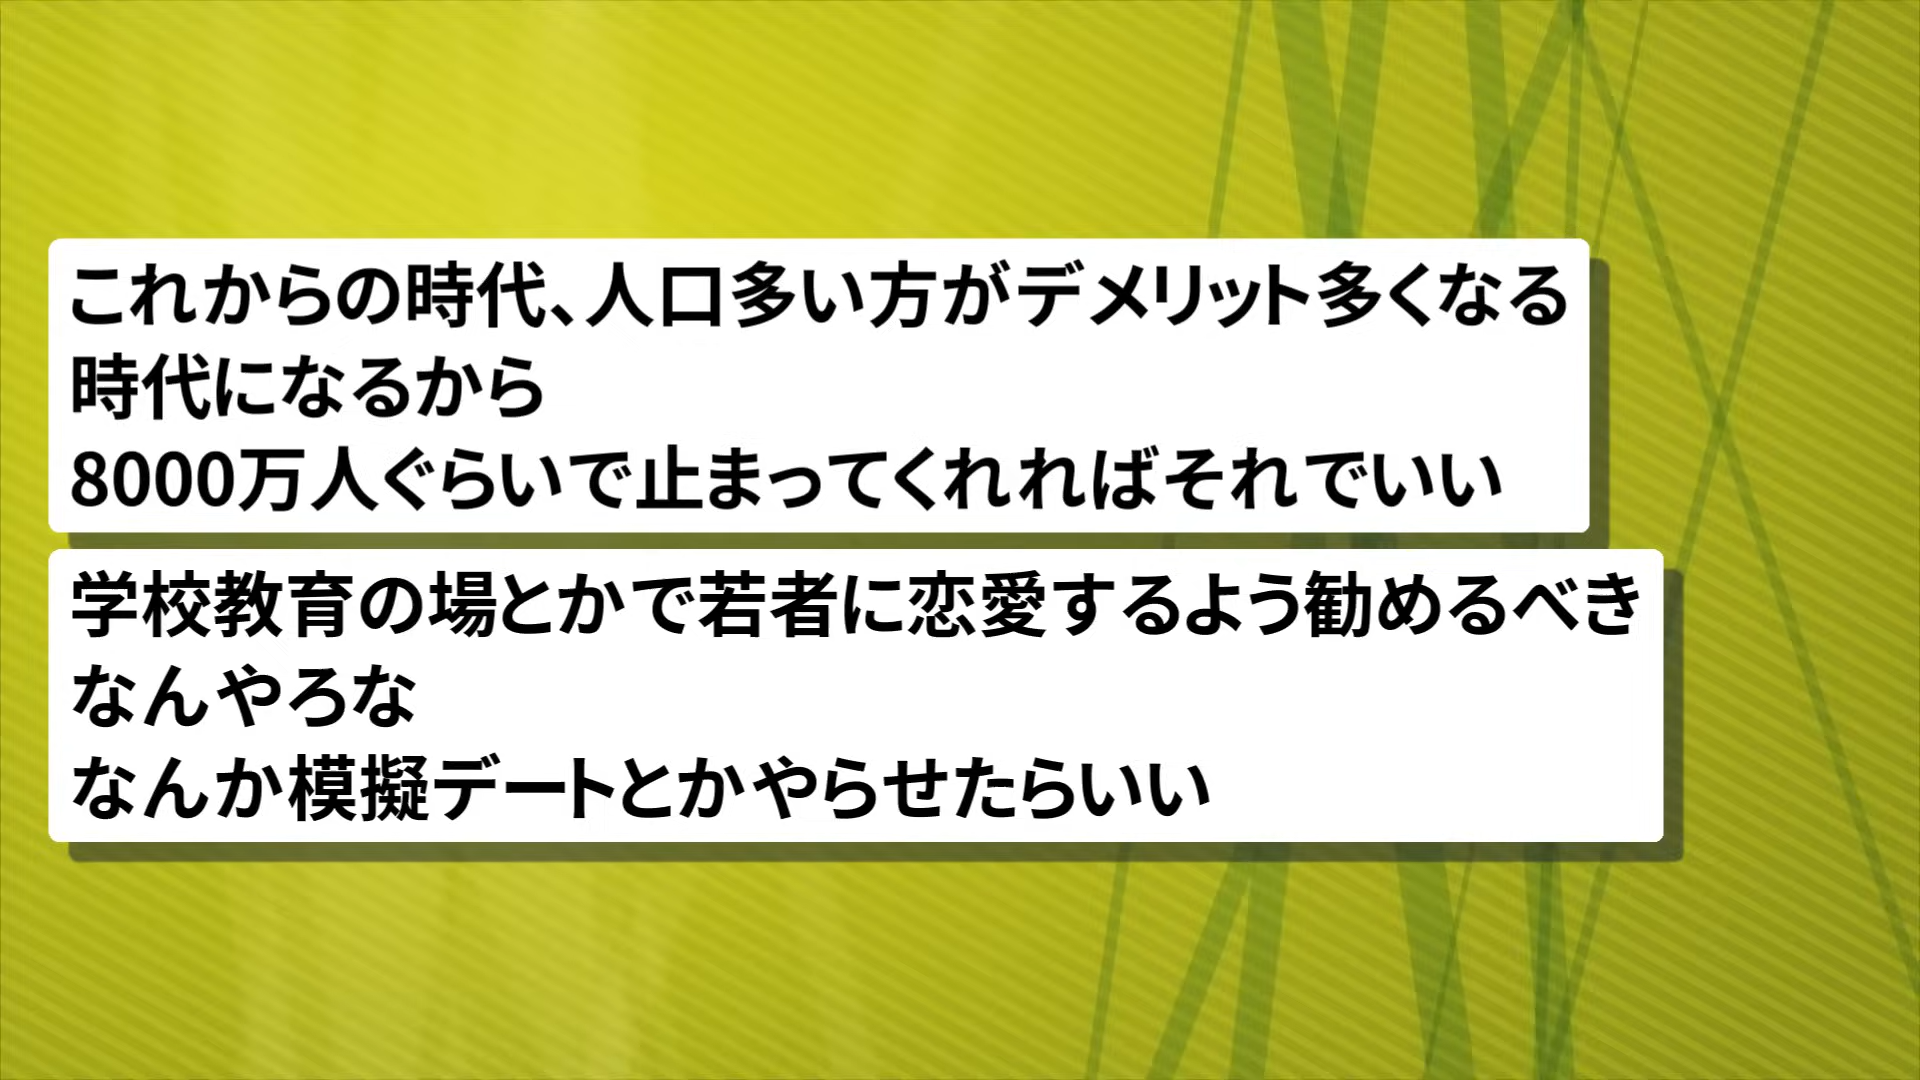 これからの時代、人口多い方がデメリット多くなる
時代になるから
8000万人ぐらいで止まってくれればそれでいい
学校教育の場とかで若者に恋愛するよう勧めるべき
なんやろな
なんか模擬デートとかやらせたらいい